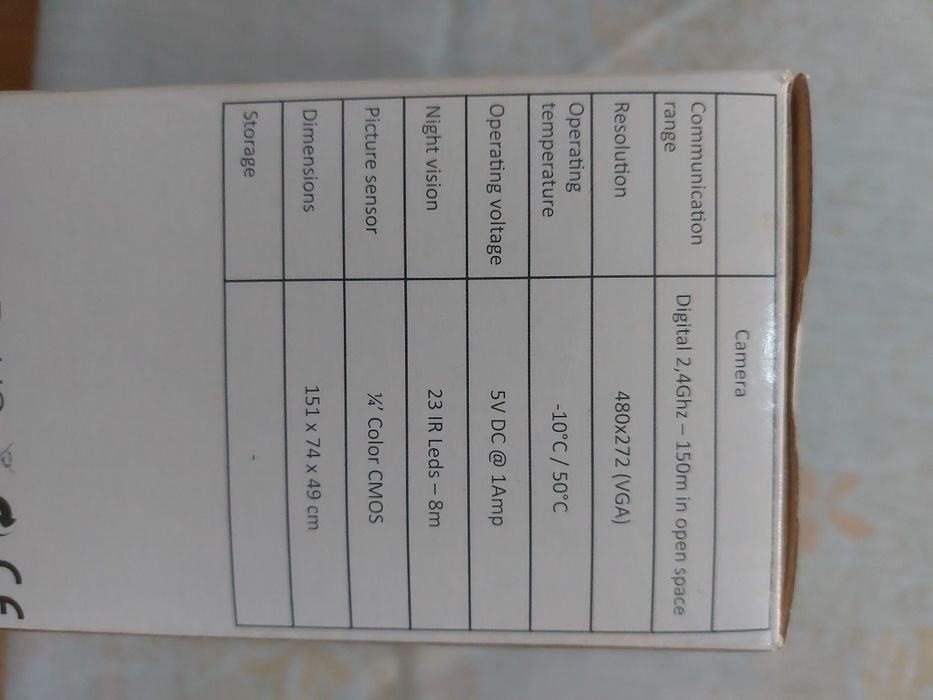 Camera
Communication range Digital 2,4Ghz – 150m in open space
Resolution 480x272 (VGA)
Operating temperature -10°C / 50°C
Operating voltage 5V DC @ 1Amp
Night vision 23 IR Leds – 8m
Picture sensor ¼' Color CMOS
Dimensions 151 x 74 x 49 cm
Storage -
CE